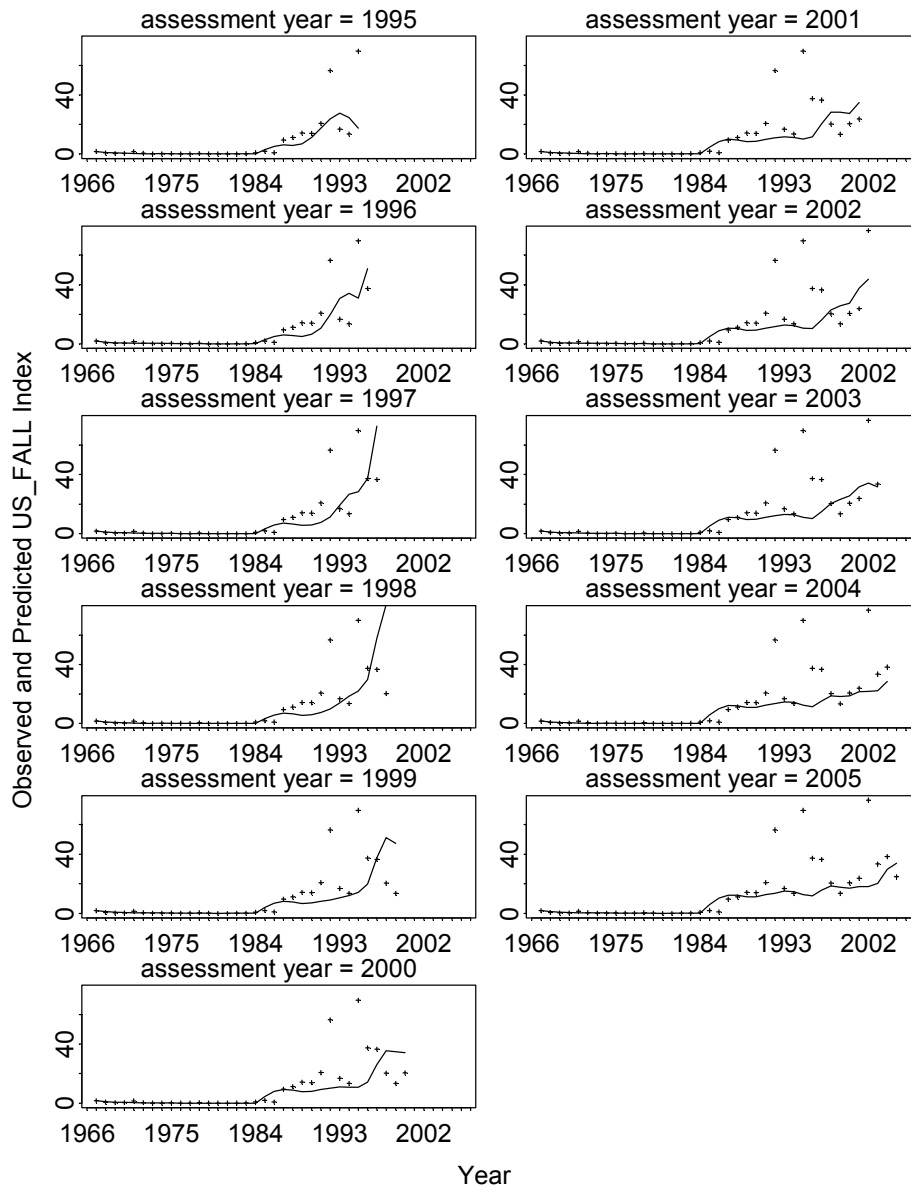 assessment year = 1995
40
0
1966 1975 1984 1993 2002
assessment year = 1996
40
0
1966 1975 1984 1993 2002
assessment year = 1997
40
0
1966 1975 1984 1993 2002
assessment year = 1998
40
0
1966 1975 1984 1993 2002
assessment year = 1999
40
0
1966 1975 1984 1993 2002
assessment year = 2000
40
0
1966 1975 1984 1993 2002
assessment year = 2001
40
0
1966 1975 1984 1993 2002
assessment year = 2002
40
0
1966 1975 1984 1993 2002
assessment year = 2003
40
0
1966 1975 1984 1993 2002
assessment year = 2004
40
0
1966 1975 1984 1993 2002
assessment year = 2005
40
0
1966 1975 1984 1993 2002
Observed and Predicted US_FALL Index
Year